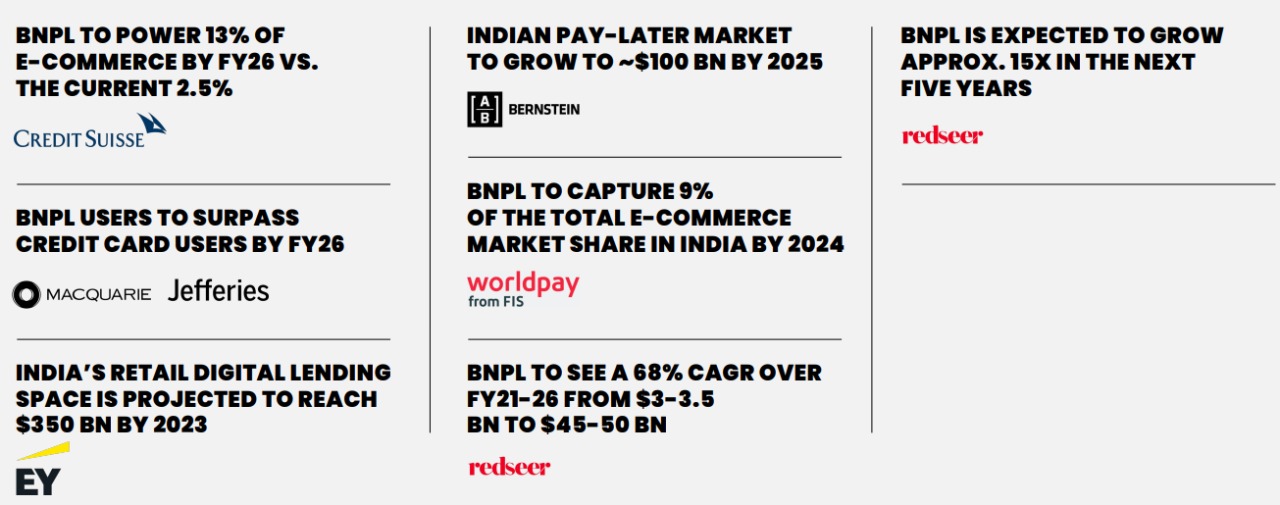 BNPL TO POWER 13% OF
E-COMMERCE BY FY26 VS.
THE CURRENT 2.5%
CREDIT SUISSE
BNPL USERS TO SURPASS
CREDIT CARD USERS BY FY26
MACQUARIE Jefferies
INDIA'S RETAIL DIGITAL LENDING
SPACE IS PROJECTED TO REACH
$350 BN BY 2023
EY
INDIAN PAY-LATER MARKET
TO GROW TO ~$100 BN BY 2025
[A B] BERNSTEIN
BNPL TO CAPTURE 9%
OF THE TOTAL E-COMMERCE
MARKET SHARE IN INDIA BY 2024
worldpay
from FIS
BNPL TO SEE A 68% CAGR OVER
FY21-26 FROM $3-3.5
BN TO $45-50 BN
redseer
BNPL IS EXPECTED TO GROW
APPROX. 15X IN THE NEXT
FIVE YEARS
redseer